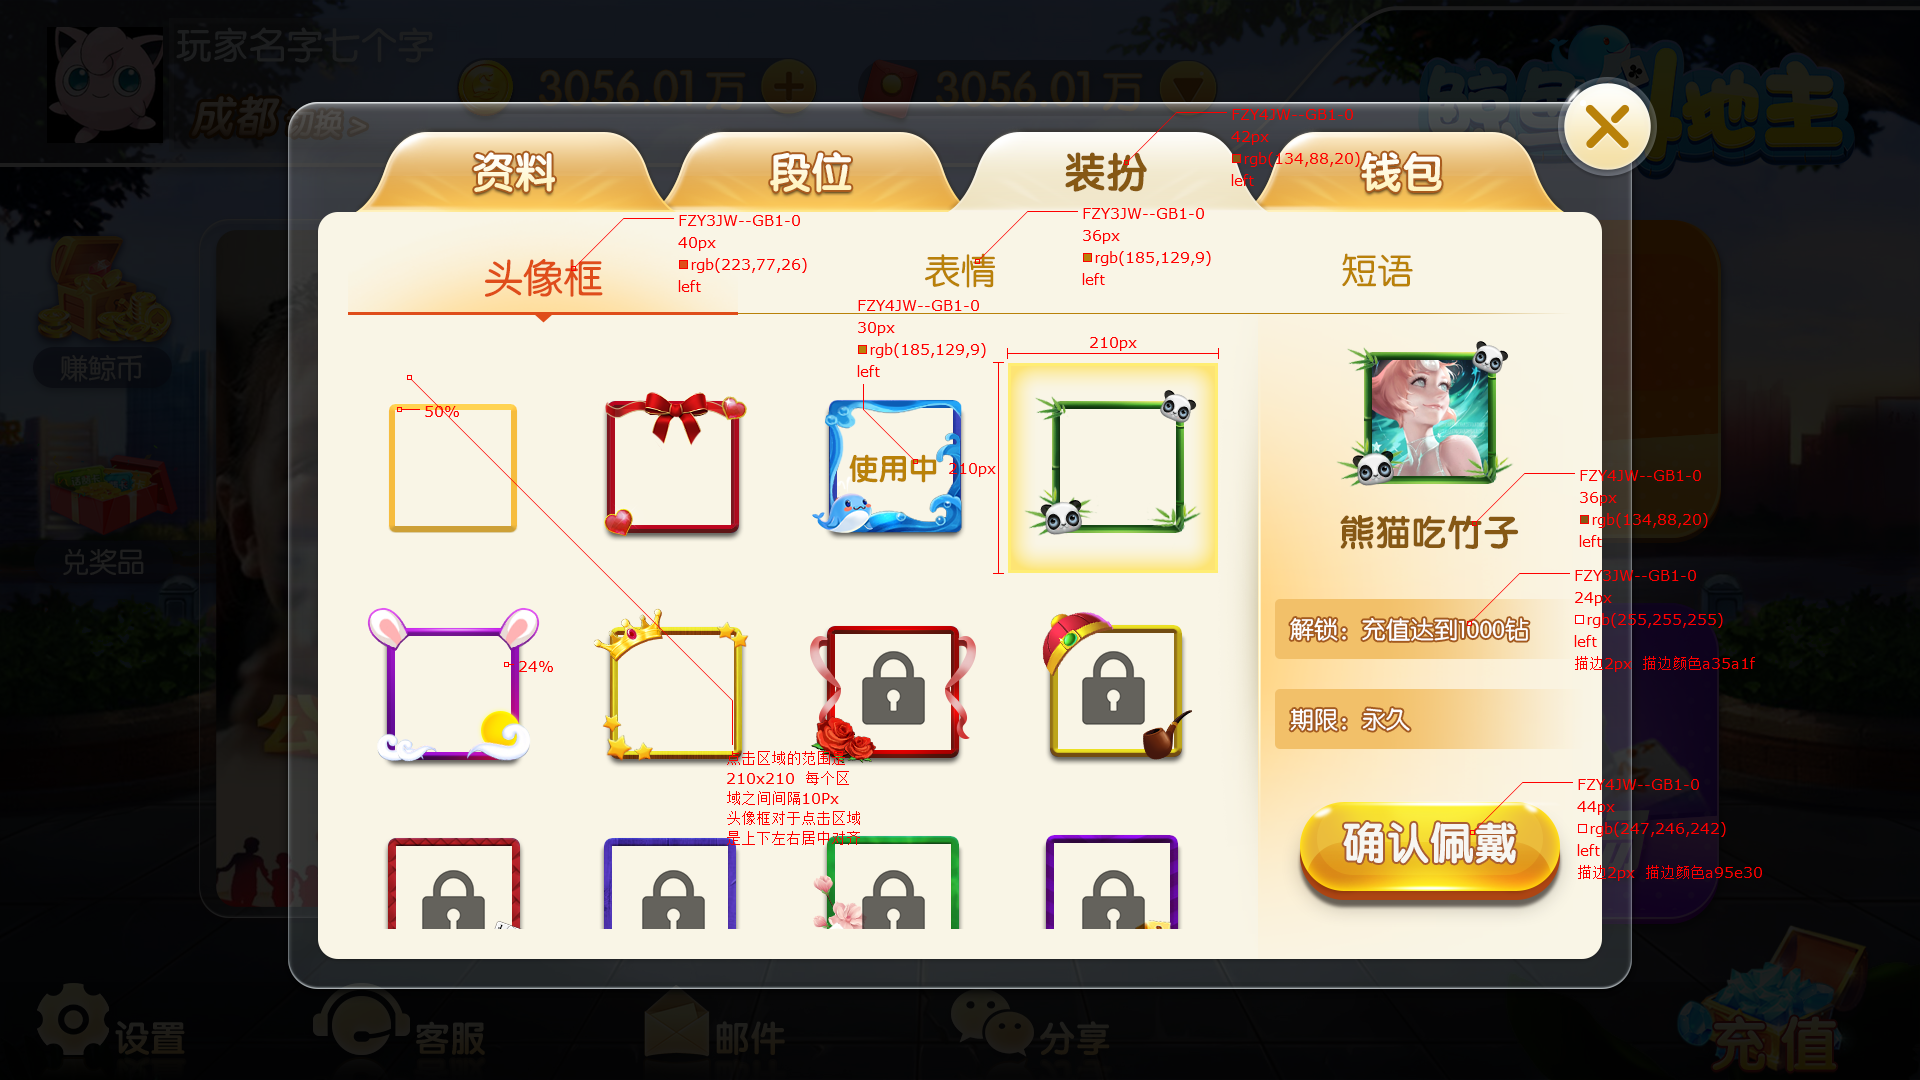 玩家名字七个字
3056.01万
3056.01万
鲸鱼斗地主
成都 切换>
资料
段位
装扮
钱包
FZY4JW--GB1-0
42px
rgb(134,88,20)
left
头像框
表情
短语
FZY3JW--GB1-0
40px
rgb(223,77,26)
left
FZY3JW--GB1-0
36px
rgb(185,129,9)
left
FZY4JW--GB1-0
30px
rgb(185,129,9)
left
210px
赚鲸币
50%
使用中
210px
FZY4JW--GB1-0
36px
rgb(134,88,20)
left
熊猫吃竹子
兑奖品
FZY3JW--GB1-0
24px
rgb(255,255,255)
left
描边2px 描边颜色a35a1f
解锁：充值达到1000钻
24%
期限：永久
点击区域的范围是
210x210 每个区
域之间间隔10Px
头像框对于点击区域
是上下左右居中对齐
FZY4JW--GB1-0
44px
rgb(247,246,242)
left
描边2px 描边颜色a95e30
确认佩戴
设置
客服
邮件
分享
充值